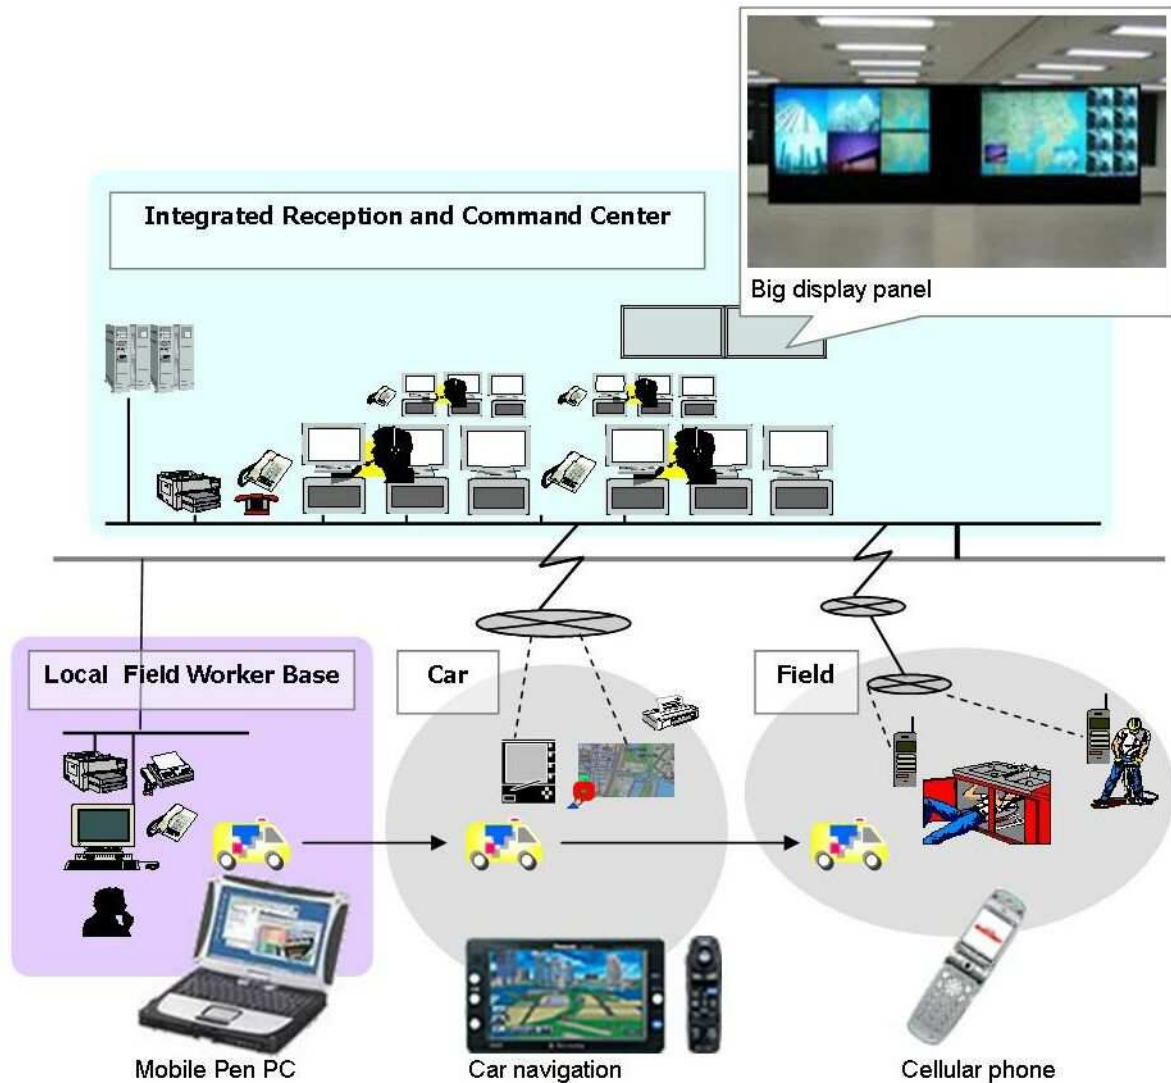 Integrated Reception and Command Center
Big display panel
Local Field Worker Base
Car
Field
Mobile Pen PC
Car navigation
Cellular phone